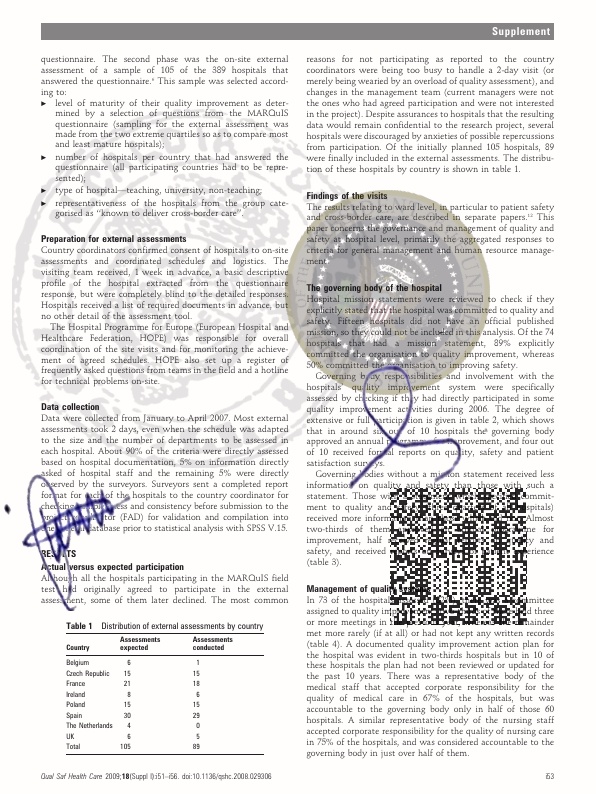 Supplement
questionnaire. The second phase was the on-site external
assessment of a sample of 105 of the 389 hospitals that
answered the questionnaire.⁶ This sample was selected accord-
ing to:
▶ level of maturity of their quality improvement as deter-
mined by a selection of questions from the MARQuIS
questionnaire (sampling for the external assessment was
made from the two extreme quartiles so as to compare most
and least mature hospitals);
▶ number of hospitals per country that had answered the
questionnaire (all participating countries had to be repre-
sented);
▶ type of hospital—teaching, university, non-teaching;
▶ representativeness of the hospitals from the group cate-
gorised as "known to deliver cross-border care".
Preparation for external assessments
Country coordinators confirmed consent of hospitals to on-site
assessments and coordinated schedules and logistics. The
visiting team received, 1 week in advance, a basic descriptive
profile of the hospital extracted from the questionnaire
response, but were completely blind to the detailed responses.
Hospitals received a list of required documents in advance, but
no other detail of the assessment tool.
The Hospital Programme for Europe (European Hospital and
Healthcare Federation, HOPE) was responsible for overall
coordination of the site visits and for monitoring the achieve-
ment of agreed schedules. HOPE also set up a register of
frequently asked questions from teams in the field and a hotline
for technical problems on-site.
Data collection
Data were collected from January to April 2007. Most external
assessments took 2 days, even when the schedule was adapted
to the size and the number of departments to be assessed in
each hospital. About 90% of the criteria were directly assessed
based on hospital documentation, 5% on information directly
asked of hospital staff and the remaining 5% were directly
observed by the surveyors. Surveyors sent a completed report
format for each of the hospitals to the country coordinator for
checking and consistency before submission to the
(FAD) for validation and compilation into
database prior to statistical analysis with SPSS V.15.
RESULTS
Actual versus expected participation
Although all the hospitals participating in the MARQuIS field
test had originally agreed to participate in the external
assessment, some of them later declined. The most common
Table 1 Distribution of external assessments by country
Country Assessments expected Assessments conducted
Belgium 6 1
Czech Republic 15 15
France 21 18
Ireland 8 6
Poland 15 15
Spain 30 29
The Netherlands 4 0
UK 6 5
Total 105 89
reasons for not participating as reported to the country
coordinators were being too busy to handle a 2-day visit (or
merely being wearied by an overload of quality assessment), and
changes in the management team (current managers were not
the ones who had agreed participation and were not interested
in the project). Despite assurances to hospitals that the resulting
data would remain confidential to the research project, several
hospitals were discouraged by anxieties of possible repercussions
from participation. Of the initially planned 105 hospitals, 89
were finally included in the external assessments. The distribu-
tion of these hospitals by country is shown in table 1.
Findings of the visits
The results relating to ward level, in particular to patient safety
and cross-border care, are described in separate papers.¹ ² This
paper concerns the governance and management of quality and
safety at hospital level, primarily the aggregated responses to
criteria for general management and human resource manage-
ment.
The governing body of the hospital
Hospital mission statements were reviewed to check if they
explicitly stated that the hospital was committed to quality and
safety. Fifteen hospitals did not have an official published
mission, so they could not be included in this analysis. Of the 74
hospitals that had a mission statement, 89% explicitly
committed the organisation to quality improvement, whereas
50% committed the organisation to improving safety.
Governing body responsibilities and involvement with the
hospitals quality improvement system were specifically
assessed by checking if they had directly participated in some
quality improvement activities during 2006. The degree of
extensive or full participation is given in table 2, which shows
that in around six out of 10 hospitals the governing body
approved an annual programme for improvement, and four out
of 10 received formal reports on quality, safety and patient
satisfaction surveys.
Governing bodies without a mission statement received less
information on quality and safety than those with such a
statement. Those commit-
ment to quality and hospitals)
received more Almost
two-thirds of for
improvement, half and
safety, and received experience
(table 3).
Management of quality
In 73 of the hospitals committee
assigned to quality three
or more meetings in remainder
met more rarely (if at all) or had not kept any written records
(table 4). A documented quality improvement action plan for
the hospital was evident in two-thirds hospitals but in 10 of
these hospitals the plan had not been reviewed or updated for
the past 10 years. There was a representative body of the
medical staff that accepted corporate responsibility for the
quality of medical care in 67% of the hospitals, but was
accountable to the governing body only in half of those 60
hospitals. A similar representative body of the nursing staff
accepted corporate responsibility for the quality of nursing care
in 75% of the hospitals, and was considered accountable to the
governing body in just over half of them.
Qual Saf Health Care 2009;18(Suppl I):i51–i56. doi:10.1136/qshc.2008.029306
i53